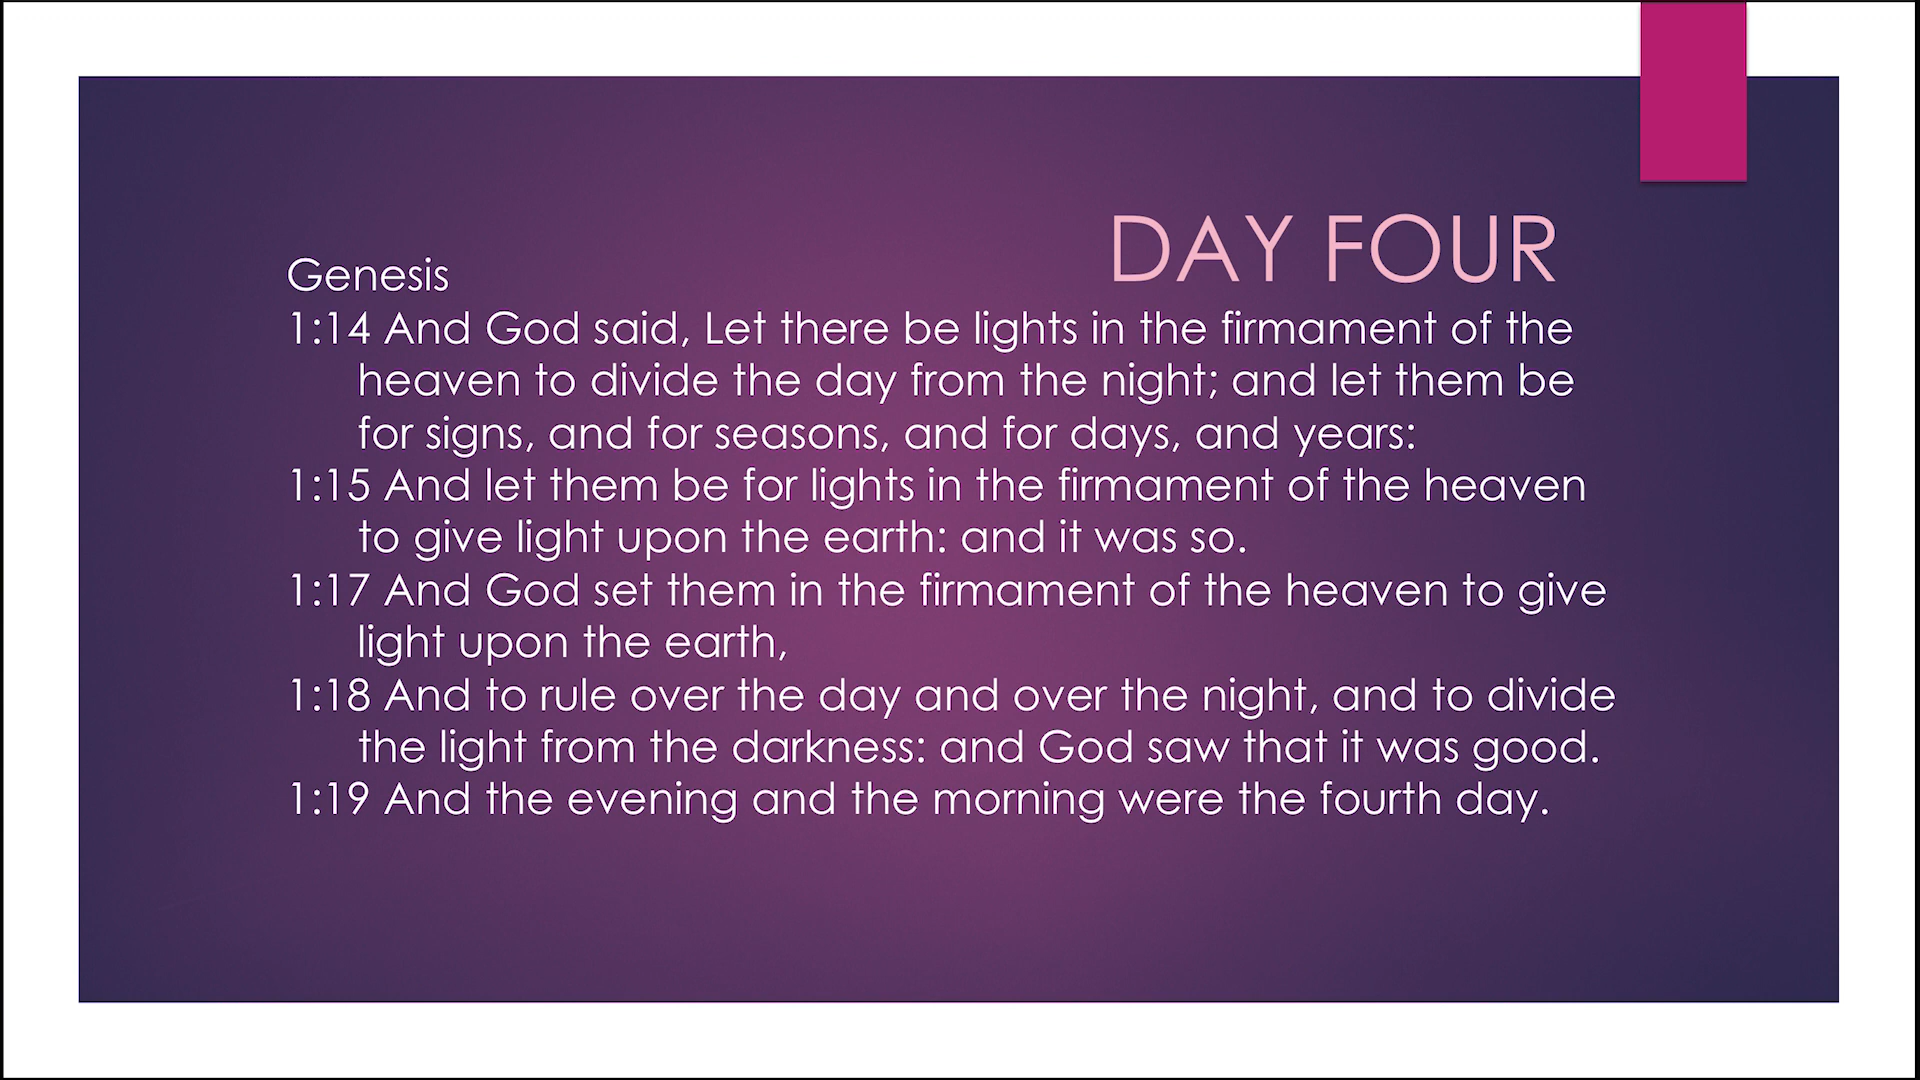 DAY FOUR
Genesis
1:14 And God said, Let there be lights in the firmament of the
heaven to divide the day from the night; and let them be
for signs, and for seasons, and for days, and years:
1:15 And let them be for lights in the firmament of the heaven
to give light upon the earth: and it was so.
1:17 And God set them in the firmament of the heaven to give
light upon the earth,
1:18 And to rule over the day and over the night, and to divide
the light from the darkness: and God saw that it was good.
1:19 And the evening and the morning were the fourth day.